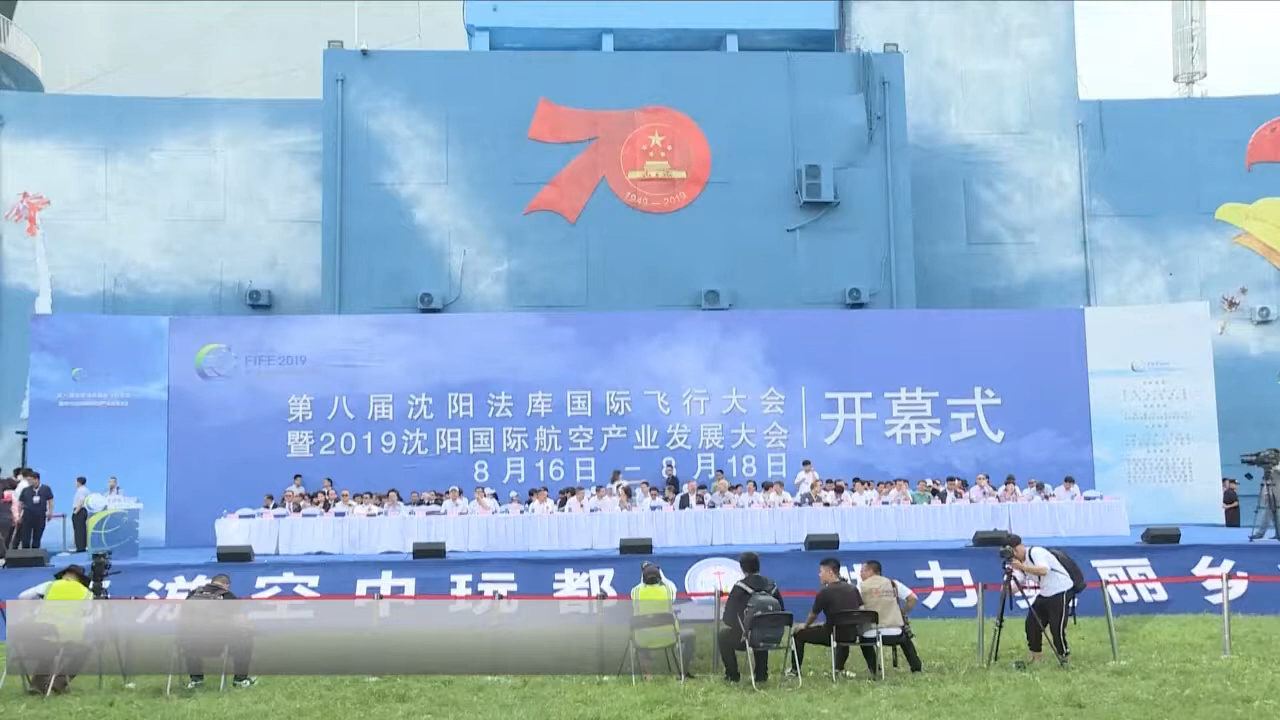 70
1949—2019
FIFE 2019
第八届沈阳法库国际飞行大会
暨2019沈阳国际航空产业发展大会
开幕式
8月16日 - 8月18日
游空中玩都
力 丽乡